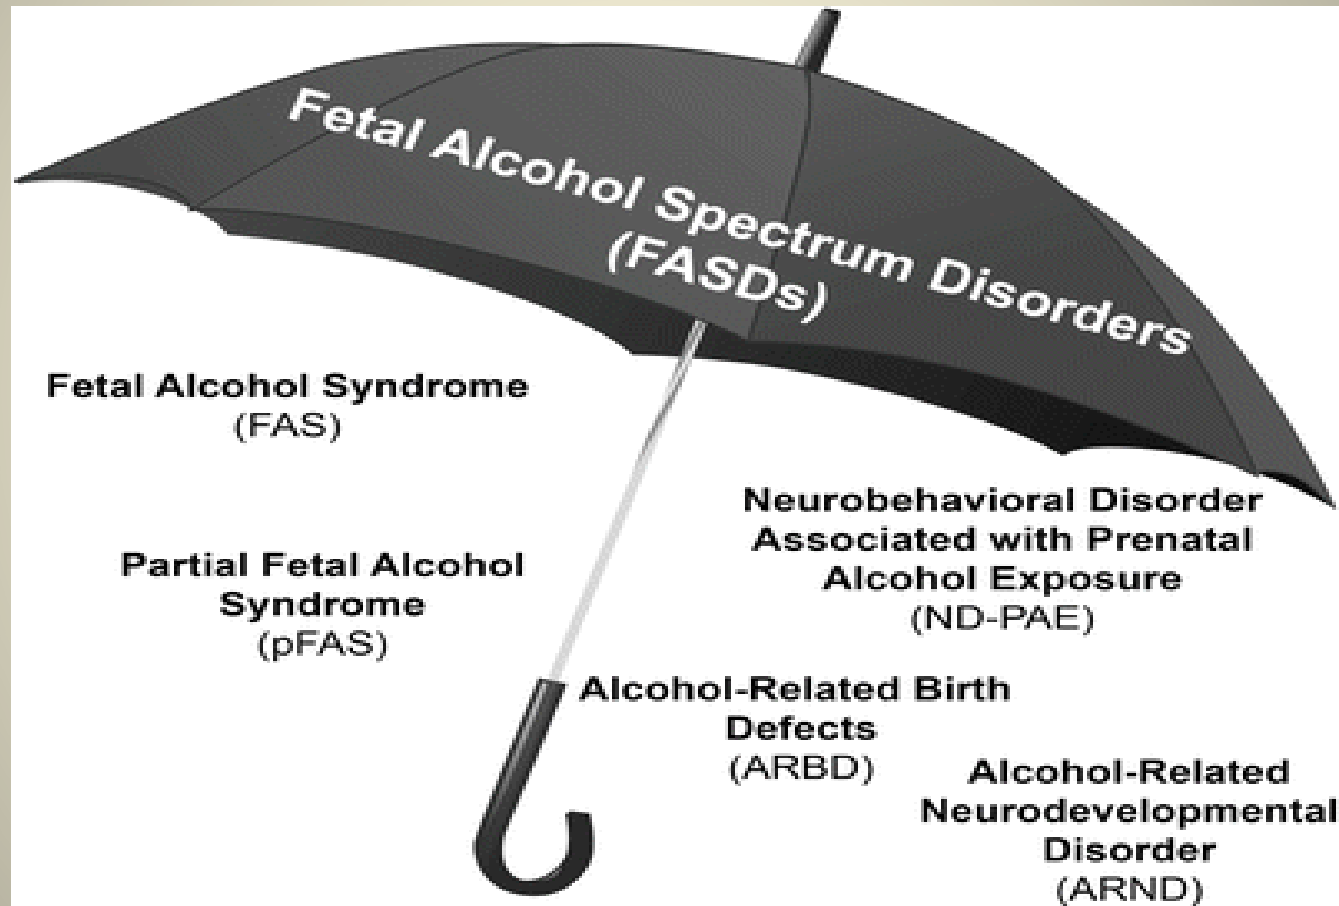 Fetal Alcohol Spectrum Disorders
(FASDs)
Fetal Alcohol Syndrome
(FAS)
Partial Fetal Alcohol
Syndrome
(pFAS)
Neurobehavioral Disorder
Associated with Prenatal
Alcohol Exposure
(ND-PAE)
Alcohol-Related Birth
Defects
(ARBD)
Alcohol-Related
Neurodevelopmental
Disorder
(ARND)